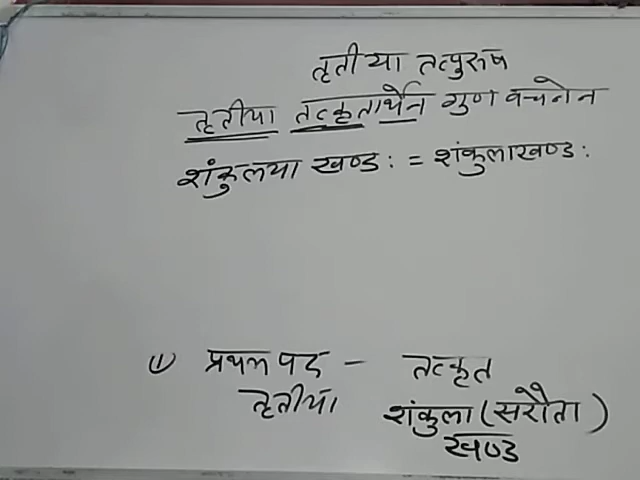 तृतीया तत्पुरुष
तृतीया तत्कृतार्थेन गुण वचनेन
शंकुलया खण्ड: = शंकुलाखण्ड:
(1) प्रथम पद - तत्कृत
तृतीया शंकुला (सरौता)
खण्ड